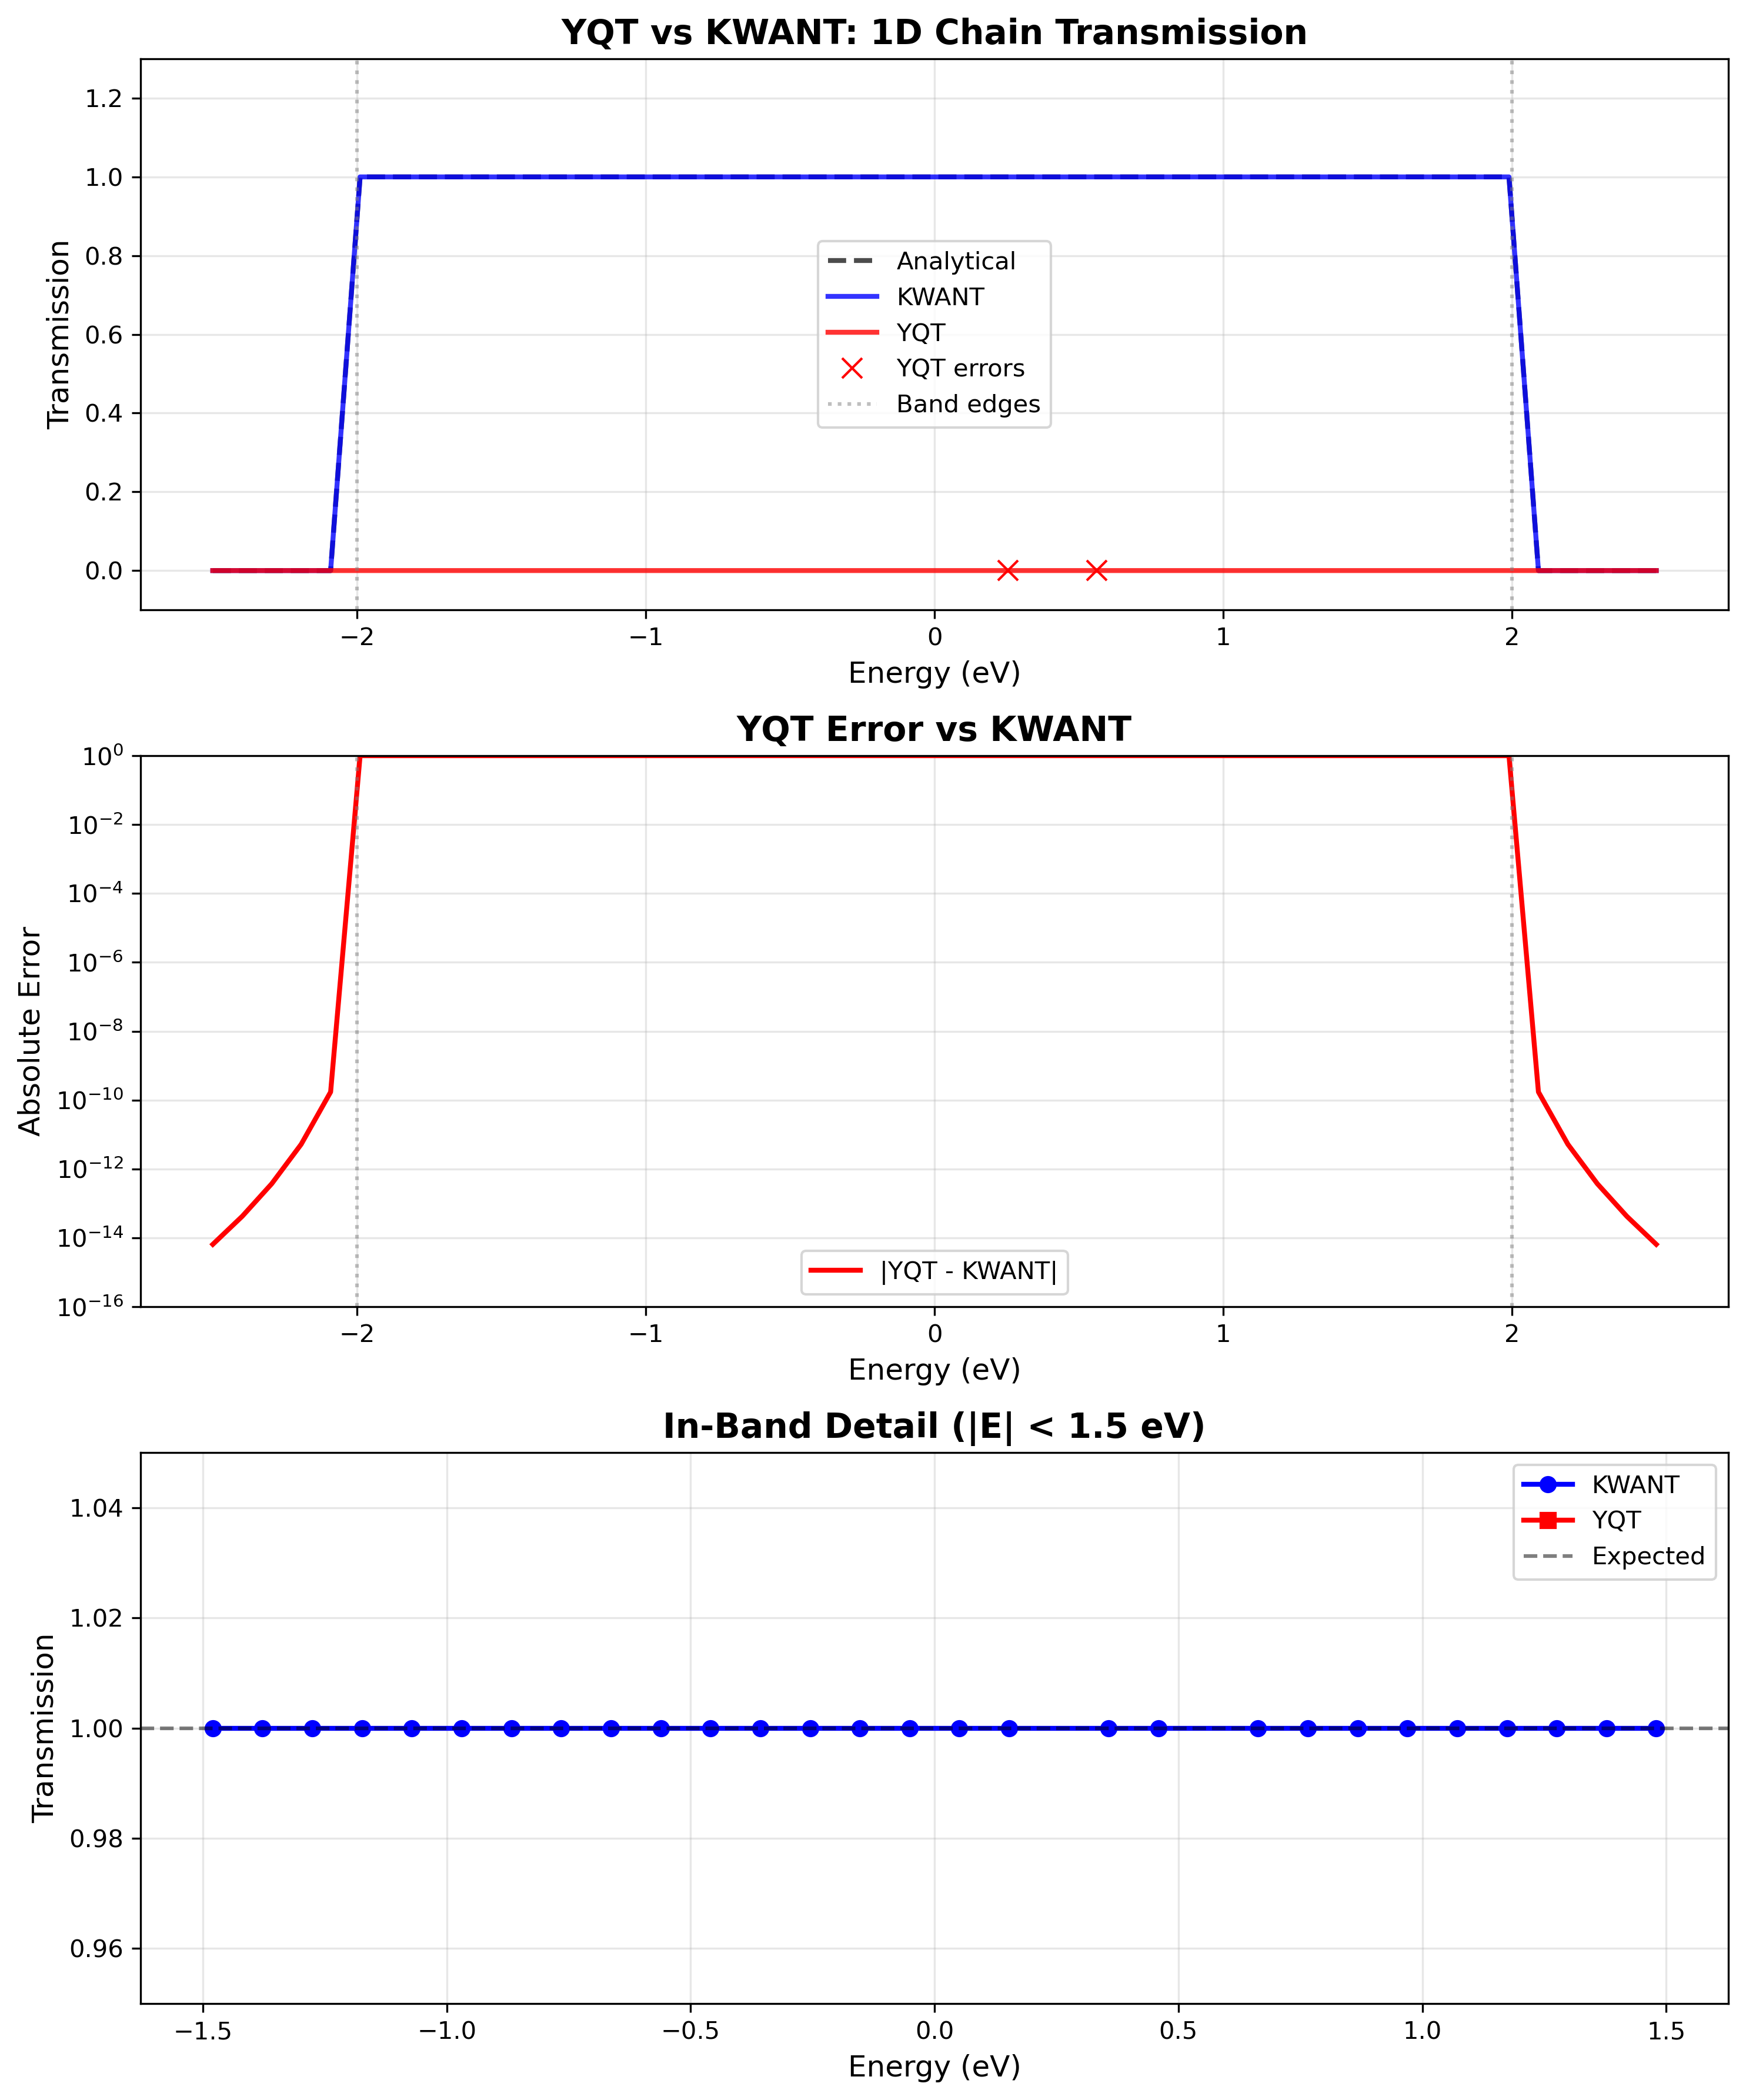 YQT vs KWANT: 1D Chain Transmission
1.2
1.0
0.8
0.6
0.4
0.2
0.0
Transmission
Analytical
KWANT
YQT
YQT errors
Band edges
−2 −1 0 1 2
Energy (eV)
YQT Error vs KWANT
10⁰
10⁻²
10⁻⁴
10⁻⁶
10⁻⁸
10⁻¹⁰
10⁻¹²
10⁻¹⁴
10⁻¹⁶
Absolute Error
|YQT - KWANT|
−2 −1 0 1 2
Energy (eV)
In-Band Detail (|E| < 1.5 eV)
1.04
1.02
1.00
0.98
0.96
Transmission
KWANT
YQT
Expected
−1.5 −1.0 −0.5 0.0 0.5 1.0 1.5
Energy (eV)